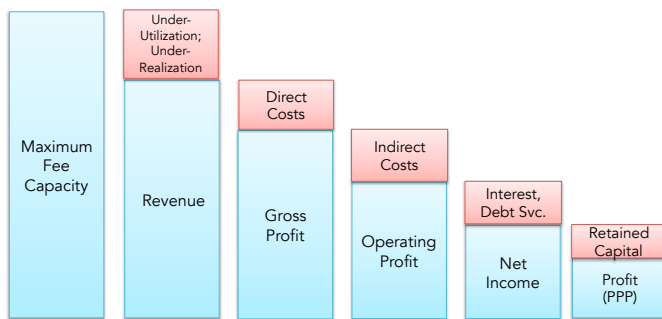 Maximum
Fee
Capacity
Under-
Utilization;
Under-
Realization
Revenue
Direct
Costs
Gross
Profit
Indirect
Costs
Operating
Profit
Interest,
Debt Svc.
Net
Income
Retained
Capital
Profit
(PPP)